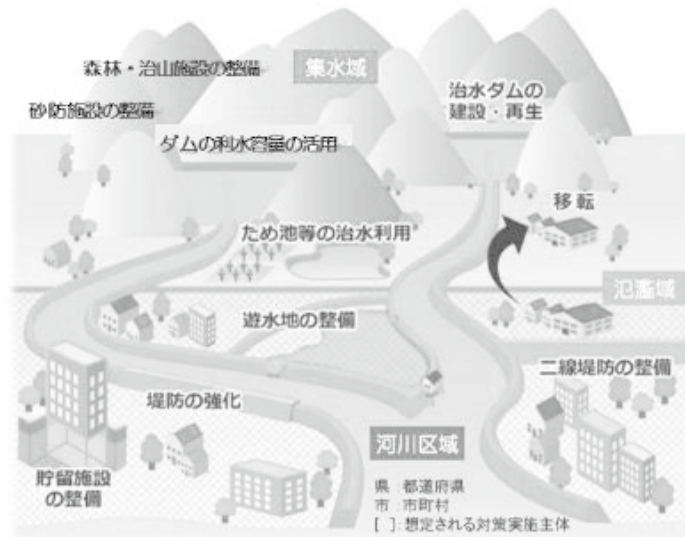 森林・治山施設の整備
集水域
治水ダムの
建設・再生
砂防施設の整備
ダムの利水容量の活用
移転
ため池等の治水利用
氾濫域
遊水地の整備
二線堤防の整備
堤防の強化
河川区域
貯留施設
の整備
県:都道府県
市:市町村
[ ]:想定される対策実施主体